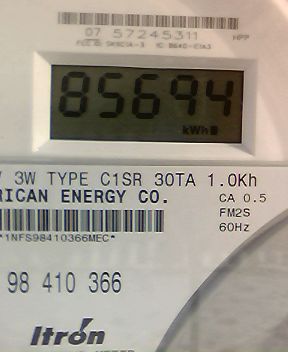 07 57245311
HPP
85694
kWh
3W TYPE C1SR 30TA 1.0Kh
RICAN ENERGY CO.
CA 0.5
FM2S
60Hz
*1NFS98410366MEC*
98 410 366
Itron